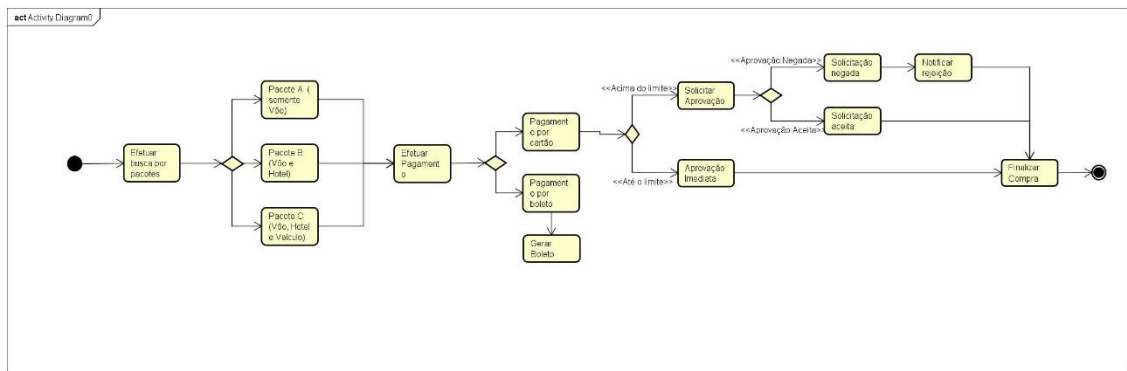 act Activity Diagram0
Efetuar
busca por
pacotes
Pacote A (
somente
Vôo)
Pacote B
(Vôo e
Hotel)
Pacote C
(Vôo, Hotel
e Veículo)
Efetuar
Pagament
o
Pagament
o por
cartão
Pagament
o por
boleto
Gerar
Boleto
<<Acima do limite>>
<<Até o limite>>
Solicitar
Aprovação
Aprovação
Imediata
<<Aprovação Negada>>
<<Aprovação Aceita>>
Solicitação
negada
Notificar
rejeição
Solicitação
aceita
Finalizar
Compra